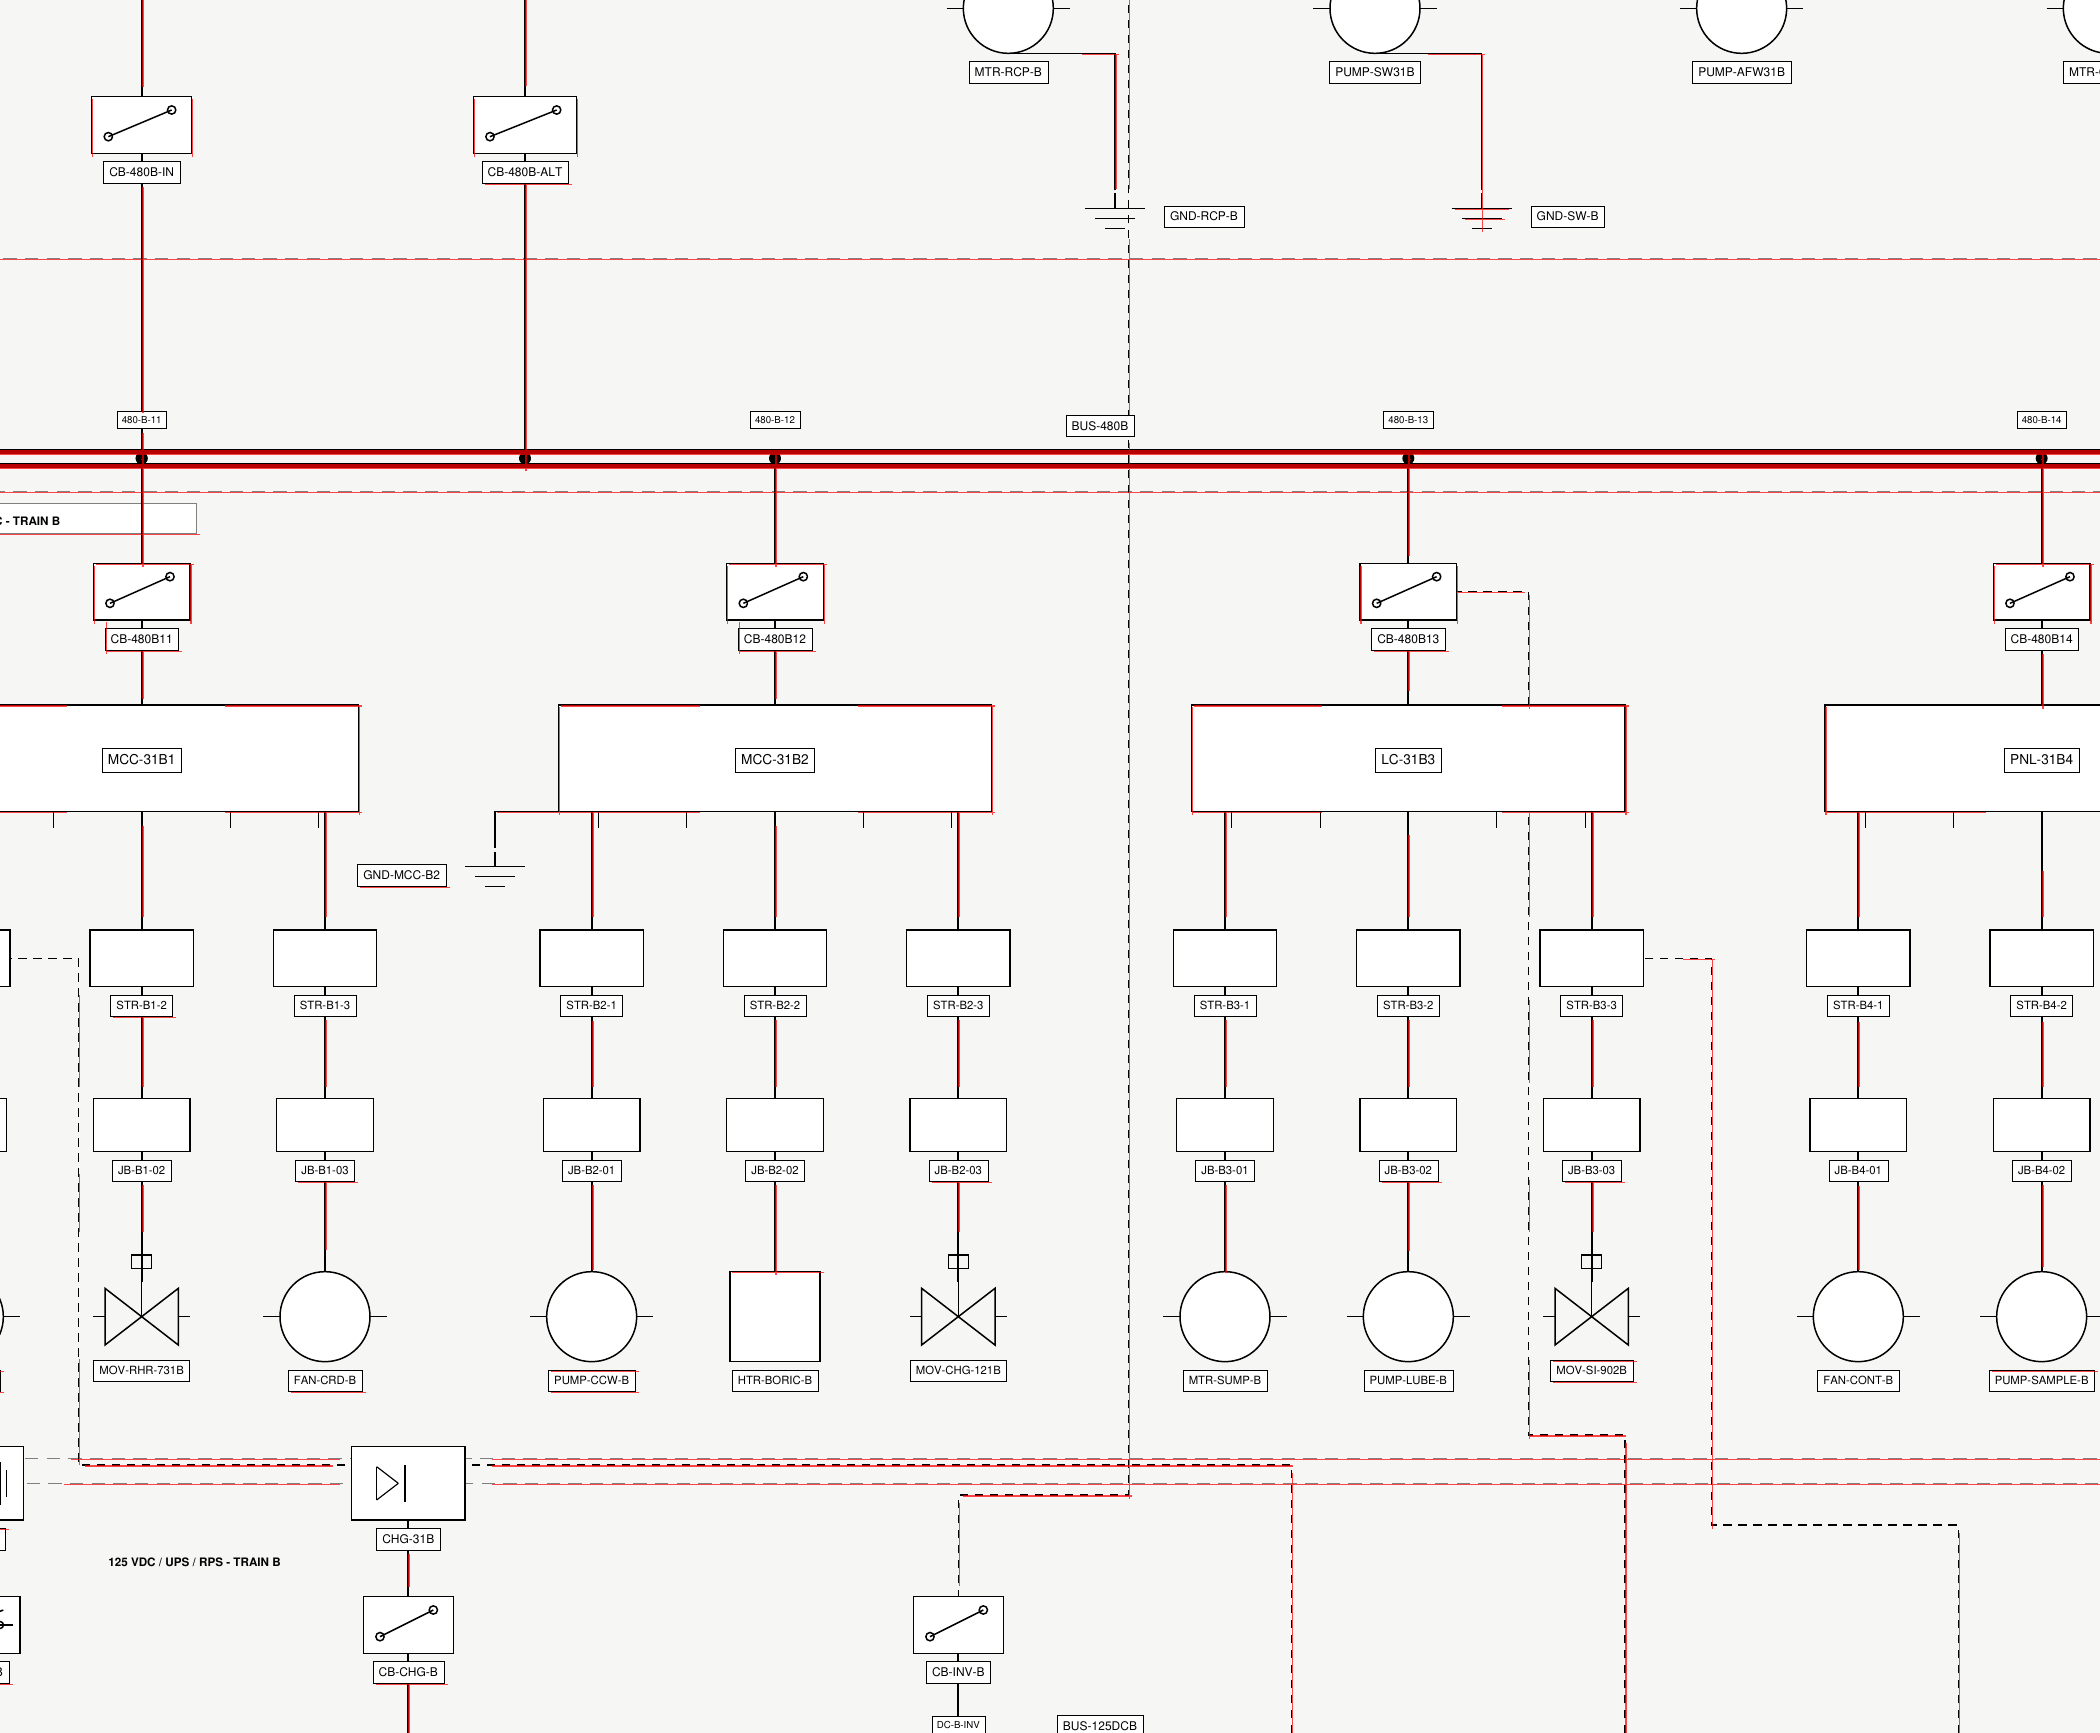 MTR-RCP-B
PUMP-SW31B
PUMP-AFW31B
CB-480B-IN
CB-480B-ALT
GND-RCP-B
GND-SW-B
480-B-11
480-B-12
BUS-480B
480-B-13
480-B-14
- TRAIN B
CB-480B11
CB-480B12
CB-480B13
CB-480B14
MCC-31B1
MCC-31B2
LC-31B3
PNL-31B4
GND-MCC-B2
STR-B1-2
STR-B1-3
STR-B2-1
STR-B2-2
STR-B2-3
STR-B3-1
STR-B3-2
STR-B3-3
STR-B4-1
STR-B4-2
JB-B1-02
JB-B1-03
JB-B2-01
JB-B2-02
JB-B2-03
JB-B3-01
JB-B3-02
JB-B3-03
JB-B4-01
JB-B4-02
MOV-RHR-731B
FAN-CRD-B
PUMP-CCW-B
HTR-BORIC-B
MOV-CHG-121B
MTR-SUMP-B
PUMP-LUBE-B
MOV-SI-902B
FAN-CONT-B
PUMP-SAMPLE-B
CHG-31B
125 VDC / UPS / RPS - TRAIN B
CB-CHG-B
CB-INV-B
DC-B-INV
BUS-125DCB